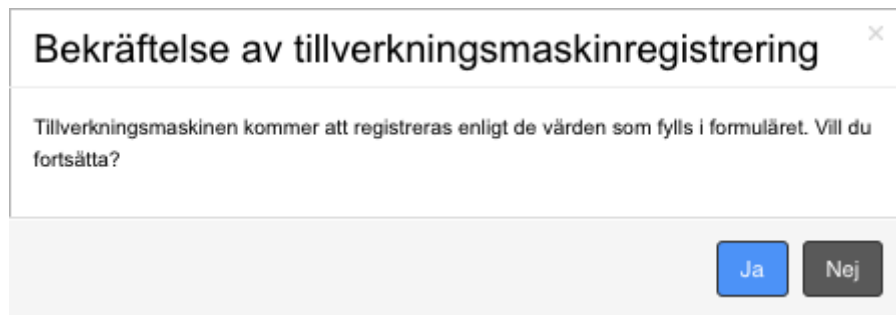 Bekräftelse av tillverkningsmaskinregistrering ×
Tillverkningsmaskinen kommer att registreras enligt de värden som fylls i formuläret. Vill du
fortsätta?
Ja Nej